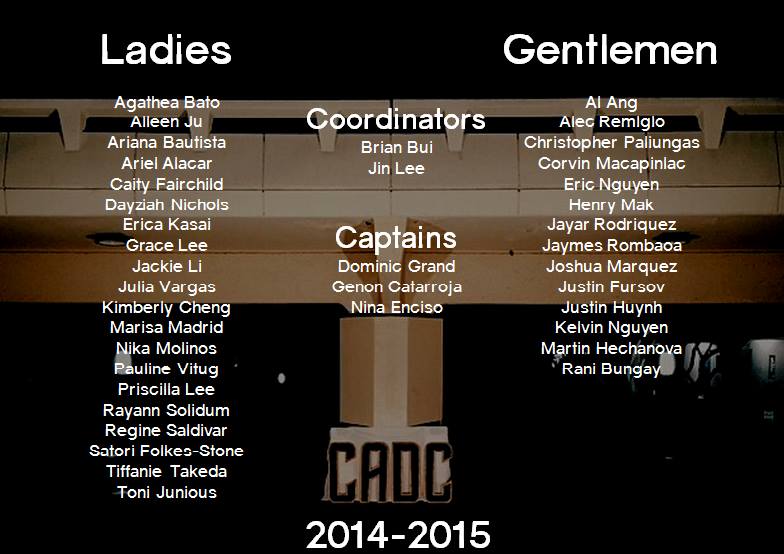 Ladies
Agathea Bato
Aileen Ju
Ariana Bautista
Ariel Alacar
Caity Fairchild
Dayziah Nichols
Erica Kasai
Grace Lee
Jackie Li
Julia Vargas
Kimberly Cheng
Marisa Madrid
Nika Molinos
Pauline Vitug
Priscilla Lee
Rayann Solidum
Regine Saldivar
Satori Folkes-Stone
Tiffanie Takeda
Toni Junious
Coordinators
Brian Bui
Jin Lee
Captains
Dominic Grand
Genon Catarroja
Nina Enciso
Gentlemen
Al Ang
Alec Remigio
Christopher Paliungas
Corvin Macapinlac
Eric Nguyen
Henry Mak
Jayar Rodriquez
Jaymes Rombaoa
Joshua Marquez
Justin Fursov
Justin Huynh
Kelvin Nguyen
Martin Hechanova
Rani Bungay
CADC
2014-2015